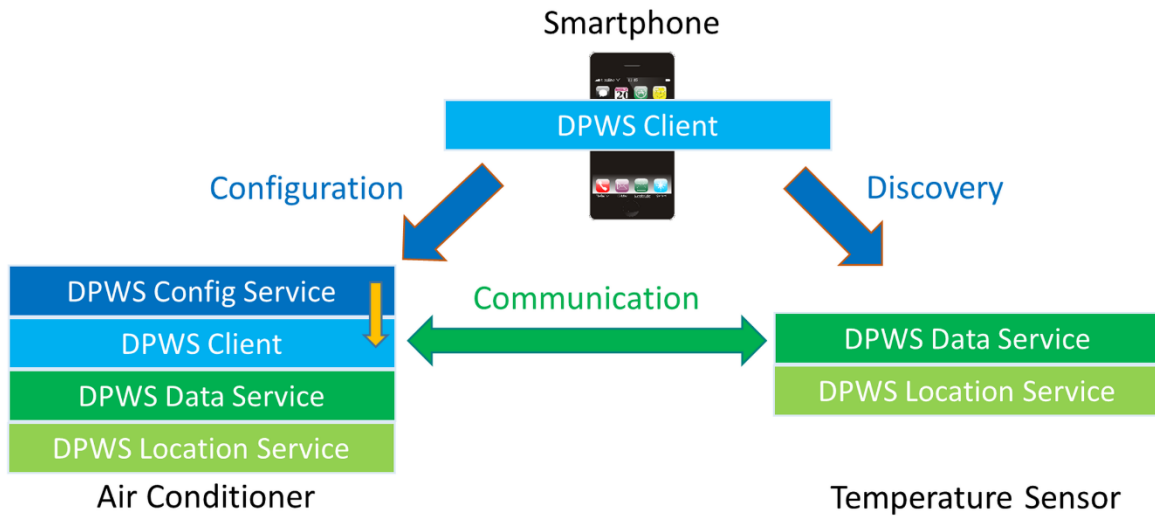 Smartphone
20
DPWS Client
Configuration
Discovery
DPWS Config Service
DPWS Client
DPWS Data Service
DPWS Location Service
Air Conditioner
Communication
DPWS Data Service
DPWS Location Service
Temperature Sensor